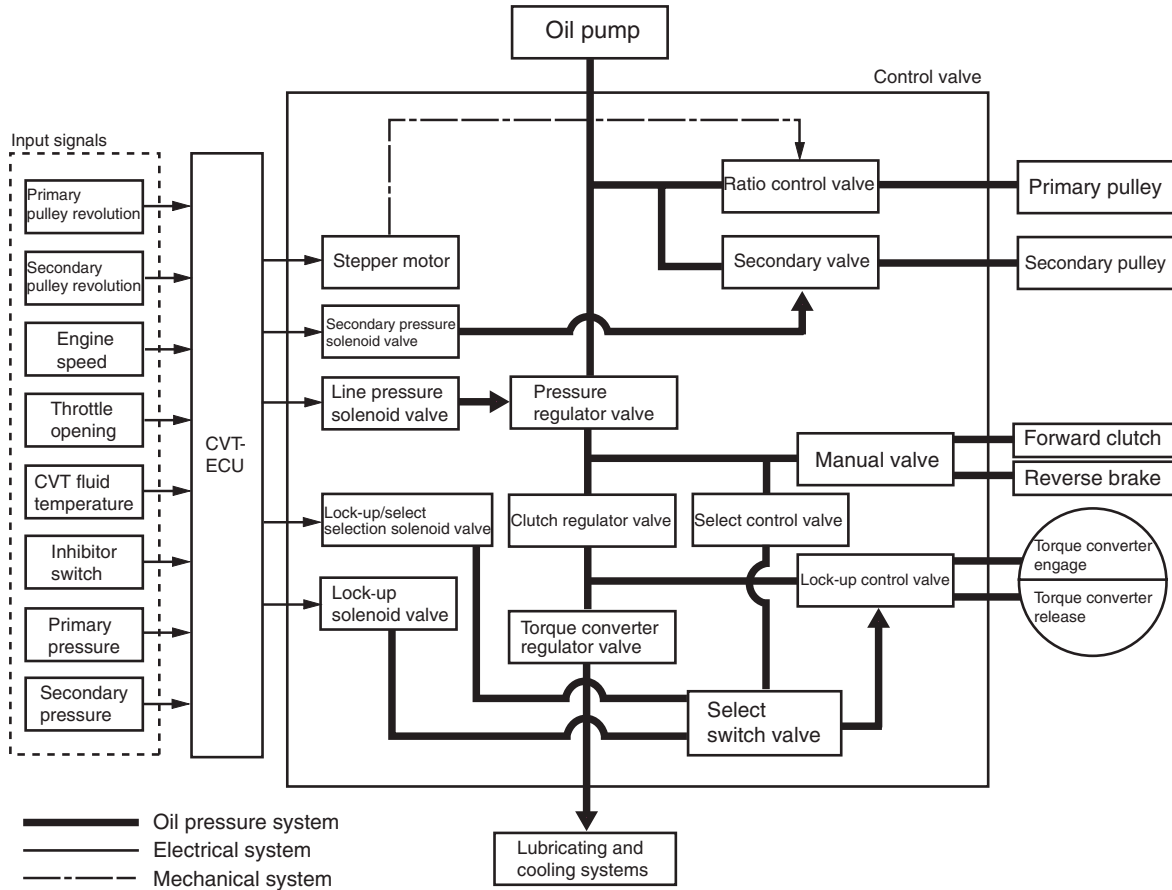 Oil pump
Control valve
Input signals
Primary
pulley revolution
Secondary
pulley revolution
Engine
speed
Throttle
opening
CVT fluid
temperature
Inhibitor
switch
Primary
pressure
Secondary
pressure
CVT-
ECU
Stepper motor
Secondary pressure
solenoid valve
Line pressure
solenoid valve
Lock-up/select
selection solenoid valve
Lock-up
solenoid valve
Ratio control valve
Secondary valve
Pressure
regulator valve
Manual valve
Clutch regulator valve
Select control valve
Lock-up control valve
Torque converter
regulator valve
Select
switch valve
Primary pulley
Secondary pulley
Forward clutch
Reverse brake
Torque converter
engage
Torque converter
release
Lubricating and
cooling systems
Oil pressure system
Electrical system
Mechanical system